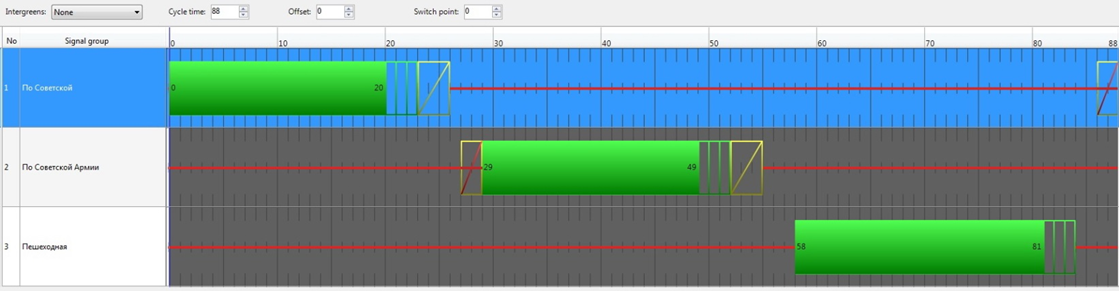 Intergreens: None Cycle time: 88 Offset: 0 Switch point: 0
No Signal group 0 10 20 30 40 50 60 70 80 88
1 По Советской 0 20
2 По Советской Армии 29 49
3 Пешеходная 58 81